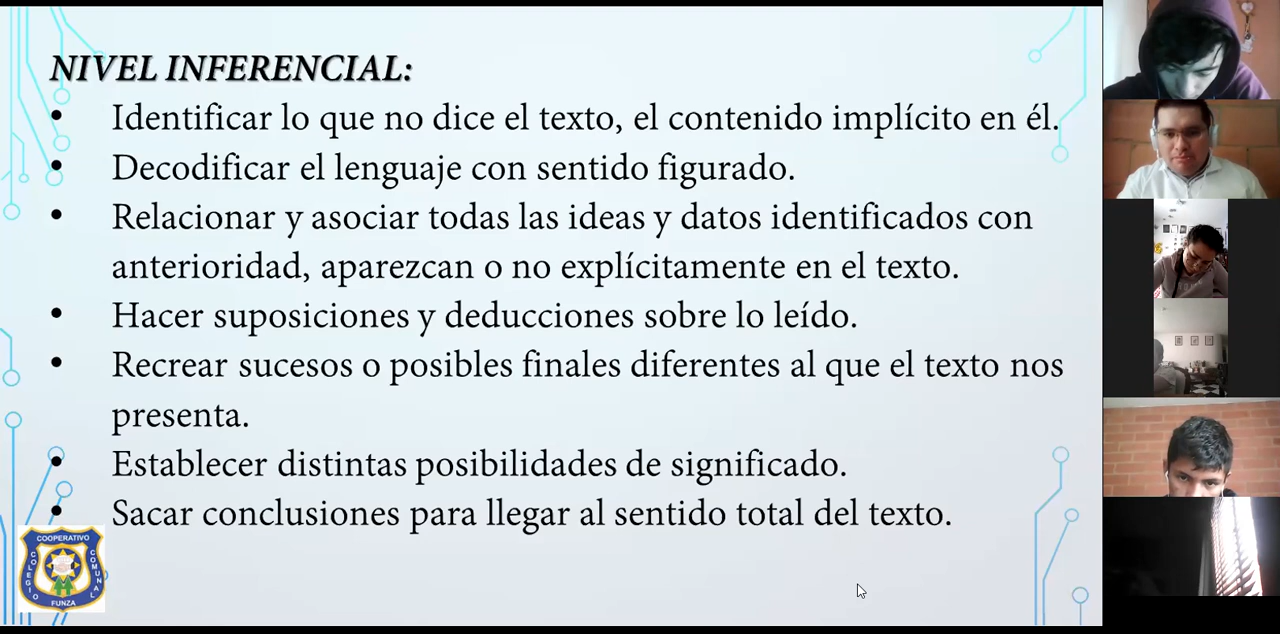 NIVEL INFERENCIAL:
• Identificar lo que no dice el texto, el contenido implícito en él.
• Decodificar el lenguaje con sentido figurado.
• Relacionar y asociar todas las ideas y datos identificados con
anterioridad, aparezcan o no explícitamente en el texto.
• Hacer suposiciones y deducciones sobre lo leído.
• Recrear sucesos o posibles finales diferentes al que el texto nos
presenta.
• Establecer distintas posibilidades de significado.
• Sacar conclusiones para llegar al sentido total del texto.
COOPERATIVO
COLEGIO
COMUNAL
FUNZA